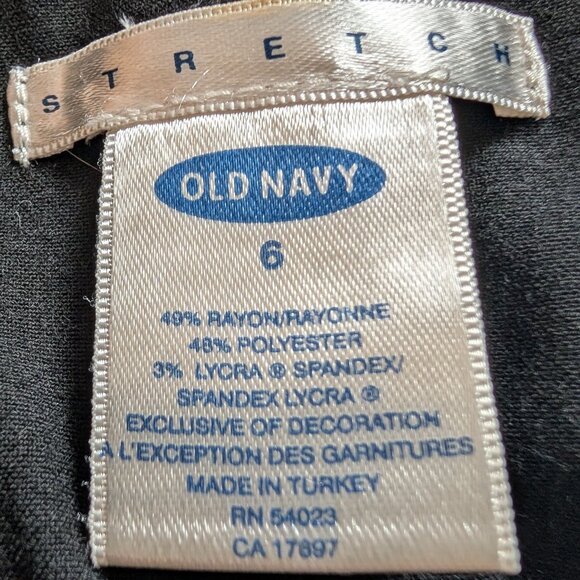 STRETCH
OLD NAVY
6
49% RAYON/RAYONNE
48% POLYESTER
3% LYCRA ® SPANDEX/
SPANDEX LYCRA ®
EXCLUSIVE OF DECORATION
A L'EXCEPTION DES GARNITURES
MADE IN TURKEY
RN 54023
CA 17897